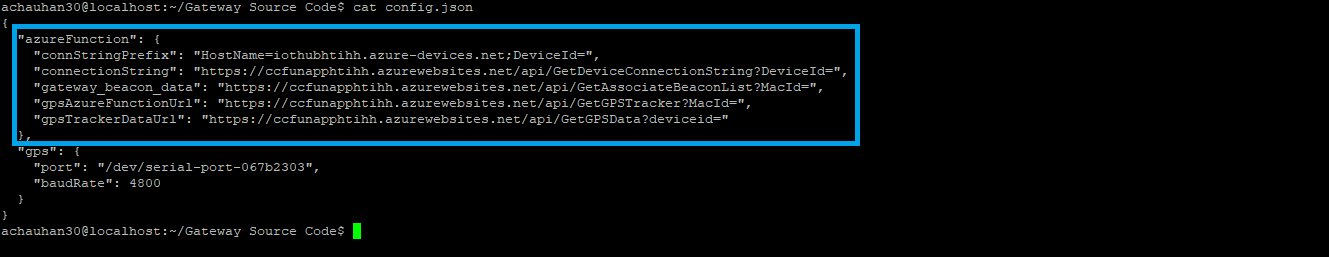 achauhan30@localhost:~/Gateway Source Code$ cat config.json
{
  "azureFunction": {
    "connStringPrefix": "HostName=iothubhtihh.azure-devices.net;DeviceId=",
    "connectionString": "https://ccfunapphtihh.azurewebsites.net/api/GetDeviceConnectionString?DeviceId=",
    "gateway_beacon_data": "https://ccfunapphtihh.azurewebsites.net/api/GetAssociateBeaconList?MacId=",
    "gpsAzureFunctionUrl": "https://ccfunapphtihh.azurewebsites.net/api/GetGPSTracker?MacId=",
    "gpsTrackerDataUrl": "https://ccfunapphtihh.azurewebsites.net/api/GetGPSData?deviceid="
  },
  "gps": {
    "port": "/dev/serial-port-067b2303",
    "baudRate": 4800
  }
}
achauhan30@localhost:~/Gateway Source Code$